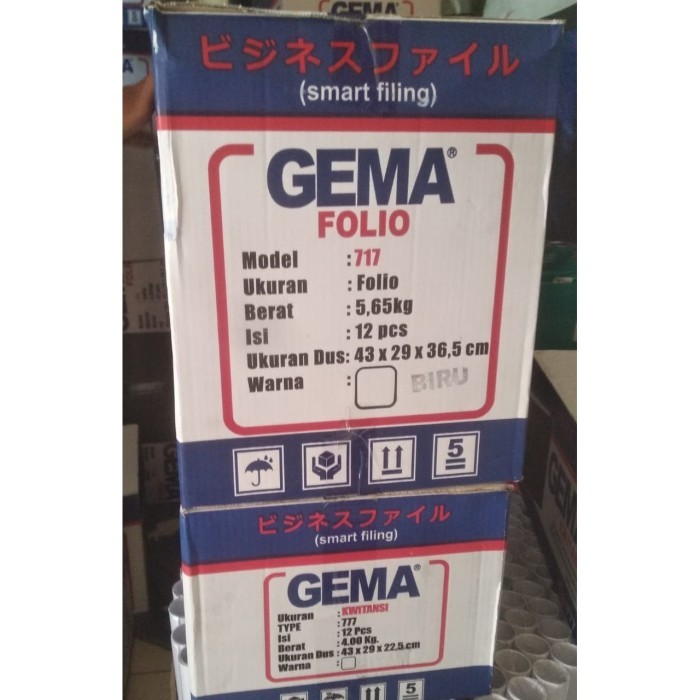 GEMA
ビジネスファイル
(smart filing)
GEMA®
FOLIO
Model : 717
Ukuran : Folio
Berat : 5,65kg
Isi : 12 pcs
Ukuran Dus: 43 x 29 x 36,5 cm
Warna : BIRU
5
ビジネスファイル
(smart filing)
GEMA®
Ukuran : KWITANSI
TYPE : 777
Isi : 12 Pcs
Berat : 4.00 Kg.
Ukuran Dus : 43 x 29 x 22.5 cm
Warna :
5
FOLIO